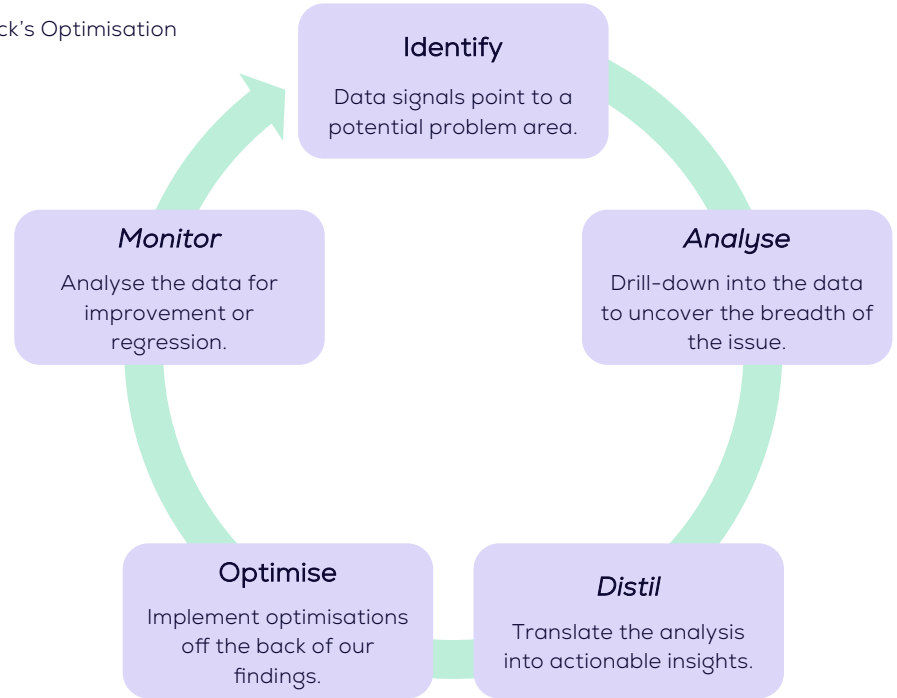 ck's Optimisation
Identify
Data signals point to a
potential problem area.
Analyse
Drill-down into the data
to uncover the breadth of
the issue.
Distil
Translate the analysis
into actionable insights.
Optimise
Implement optimisations
off the back of our
findings.
Monitor
Analyse the data for
improvement or
regression.